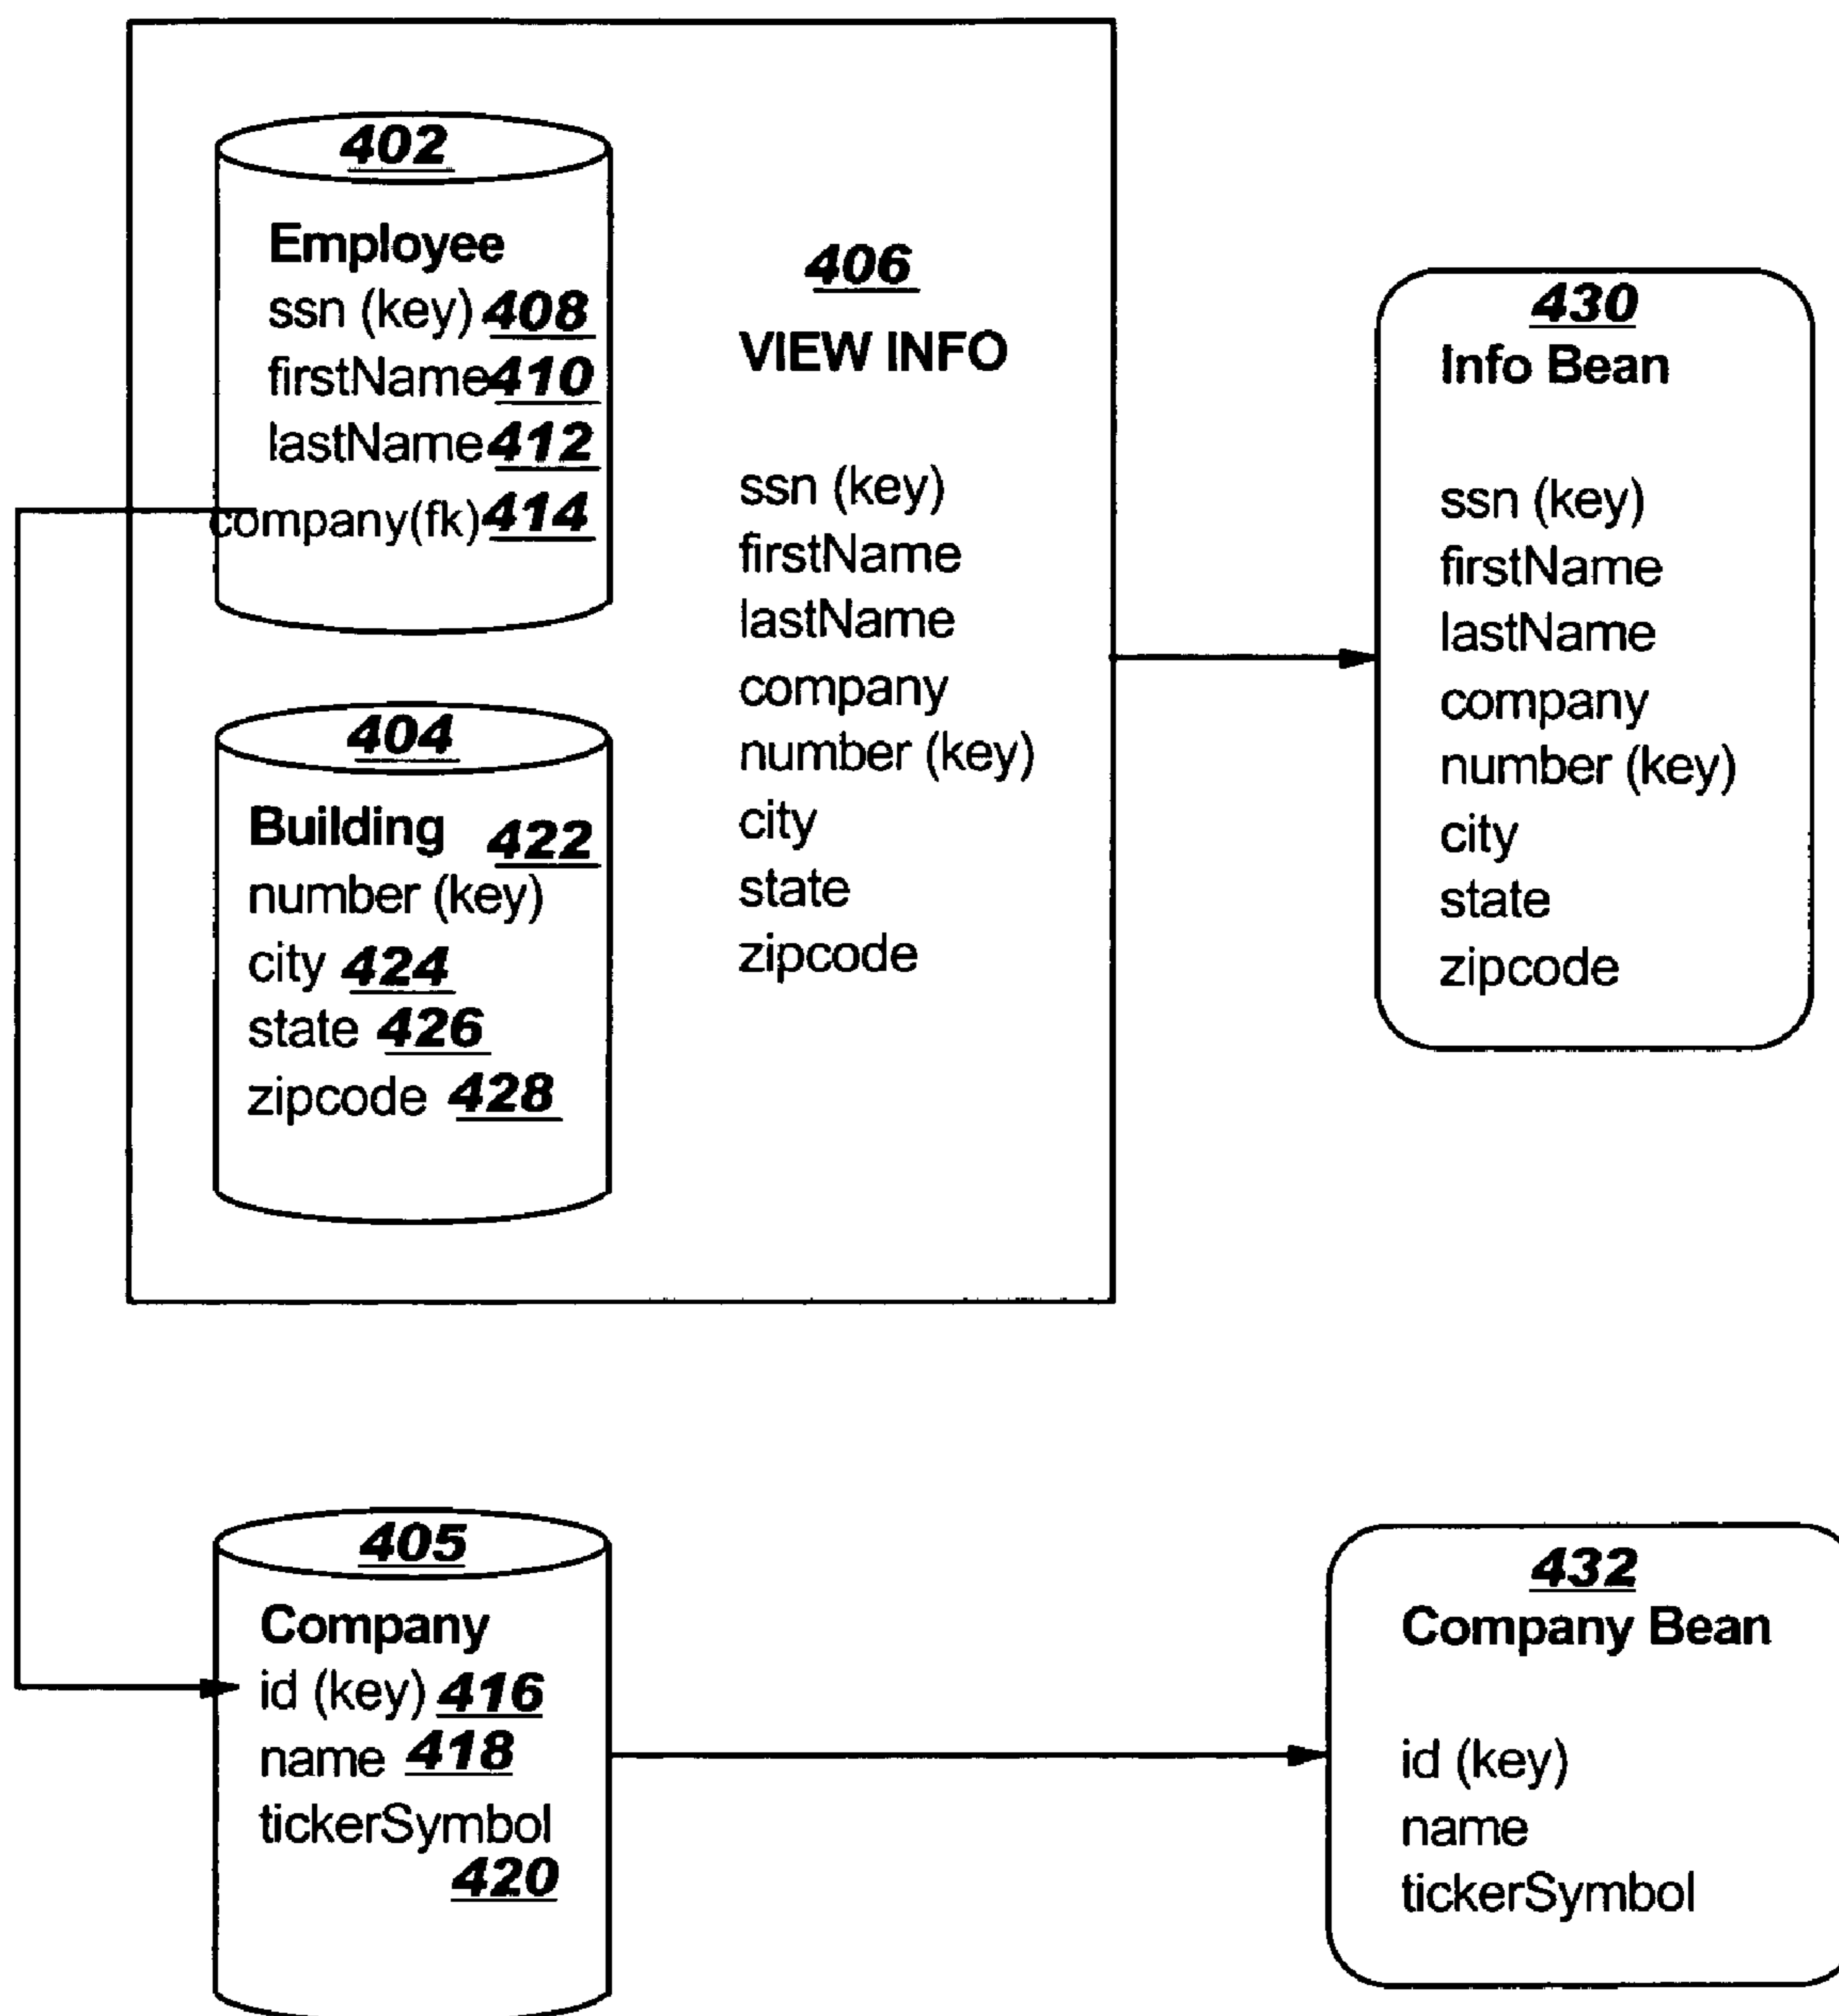 402
Employee
ssn (key) 408
firstName 410
lastName 412
company(fk) 414
404
Building 422
number (key)
city 424
state 426
zipcode 428
406
VIEW INFO
ssn (key)
firstName
lastName
company
number (key)
city
state
zipcode
430
Info Bean
ssn (key)
firstName
lastName
company
number (key)
city
state
zipcode
405
Company
id (key) 416
name 418
tickerSymbol
420
432
Company Bean
id (key)
name
tickerSymbol